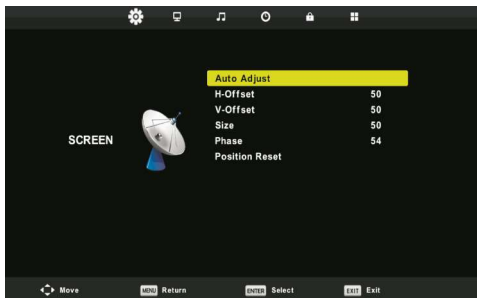 Auto Adjust
H-Offset 50
V-Offset 50
Size 50
Phase 54
Position Reset
SCREEN
Move MENU Return ENTER Select EXIT Exit